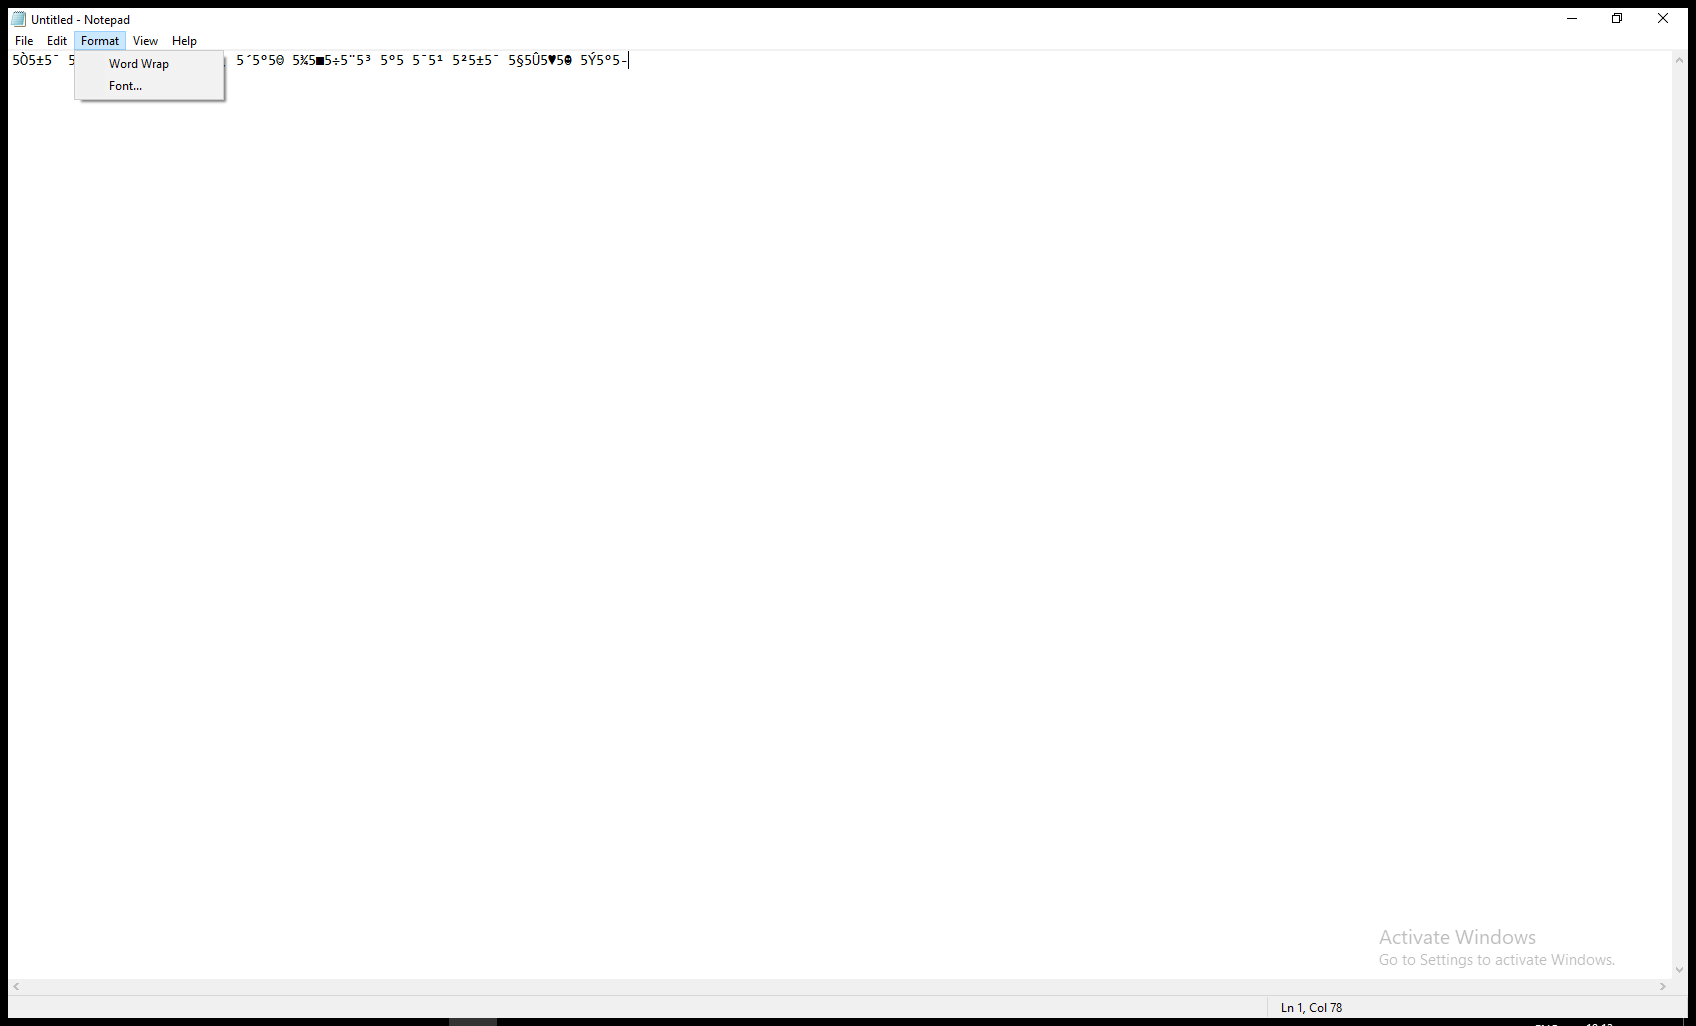 Untitled - Notepad
File Edit Format View Help
5Ò5±5¯ 5´5°5© 5¾5■5÷5¨5³ 5°5 5¯5¹ 5²5±5¯ 5§5Û5♥5 5Ý5°5-
Word Wrap
Font...
Activate Windows
Go to Settings to activate Windows.
Ln 1, Col 78